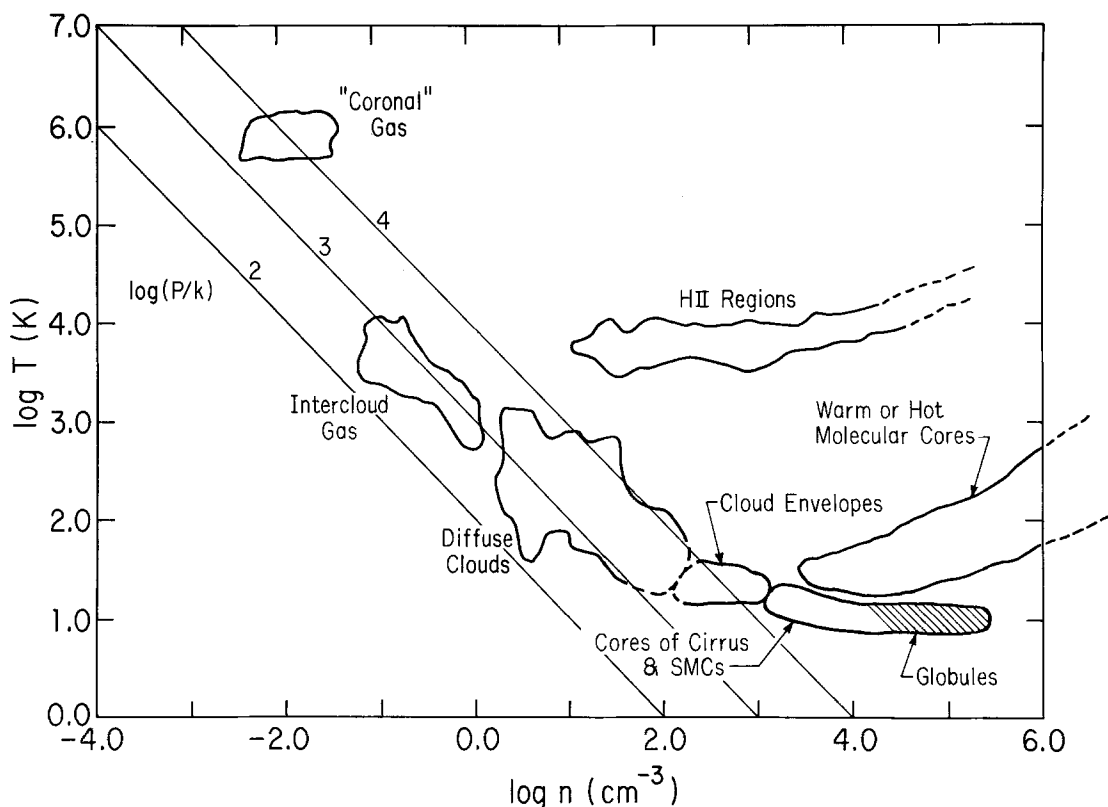 7.0
6.0
5.0
4.0
3.0
2.0
1.0
0.0
log T (K)
"Coronal"
Gas
4
3
2
log(P/k)
HII Regions
Intercloud
Gas
Warm or Hot
Molecular Cores
Cloud Envelopes
Diffuse
Clouds
Cores of Cirrus
& SMCs
Globules
-4.0
-2.0
0.0
2.0
4.0
6.0
log n (cm⁻³)